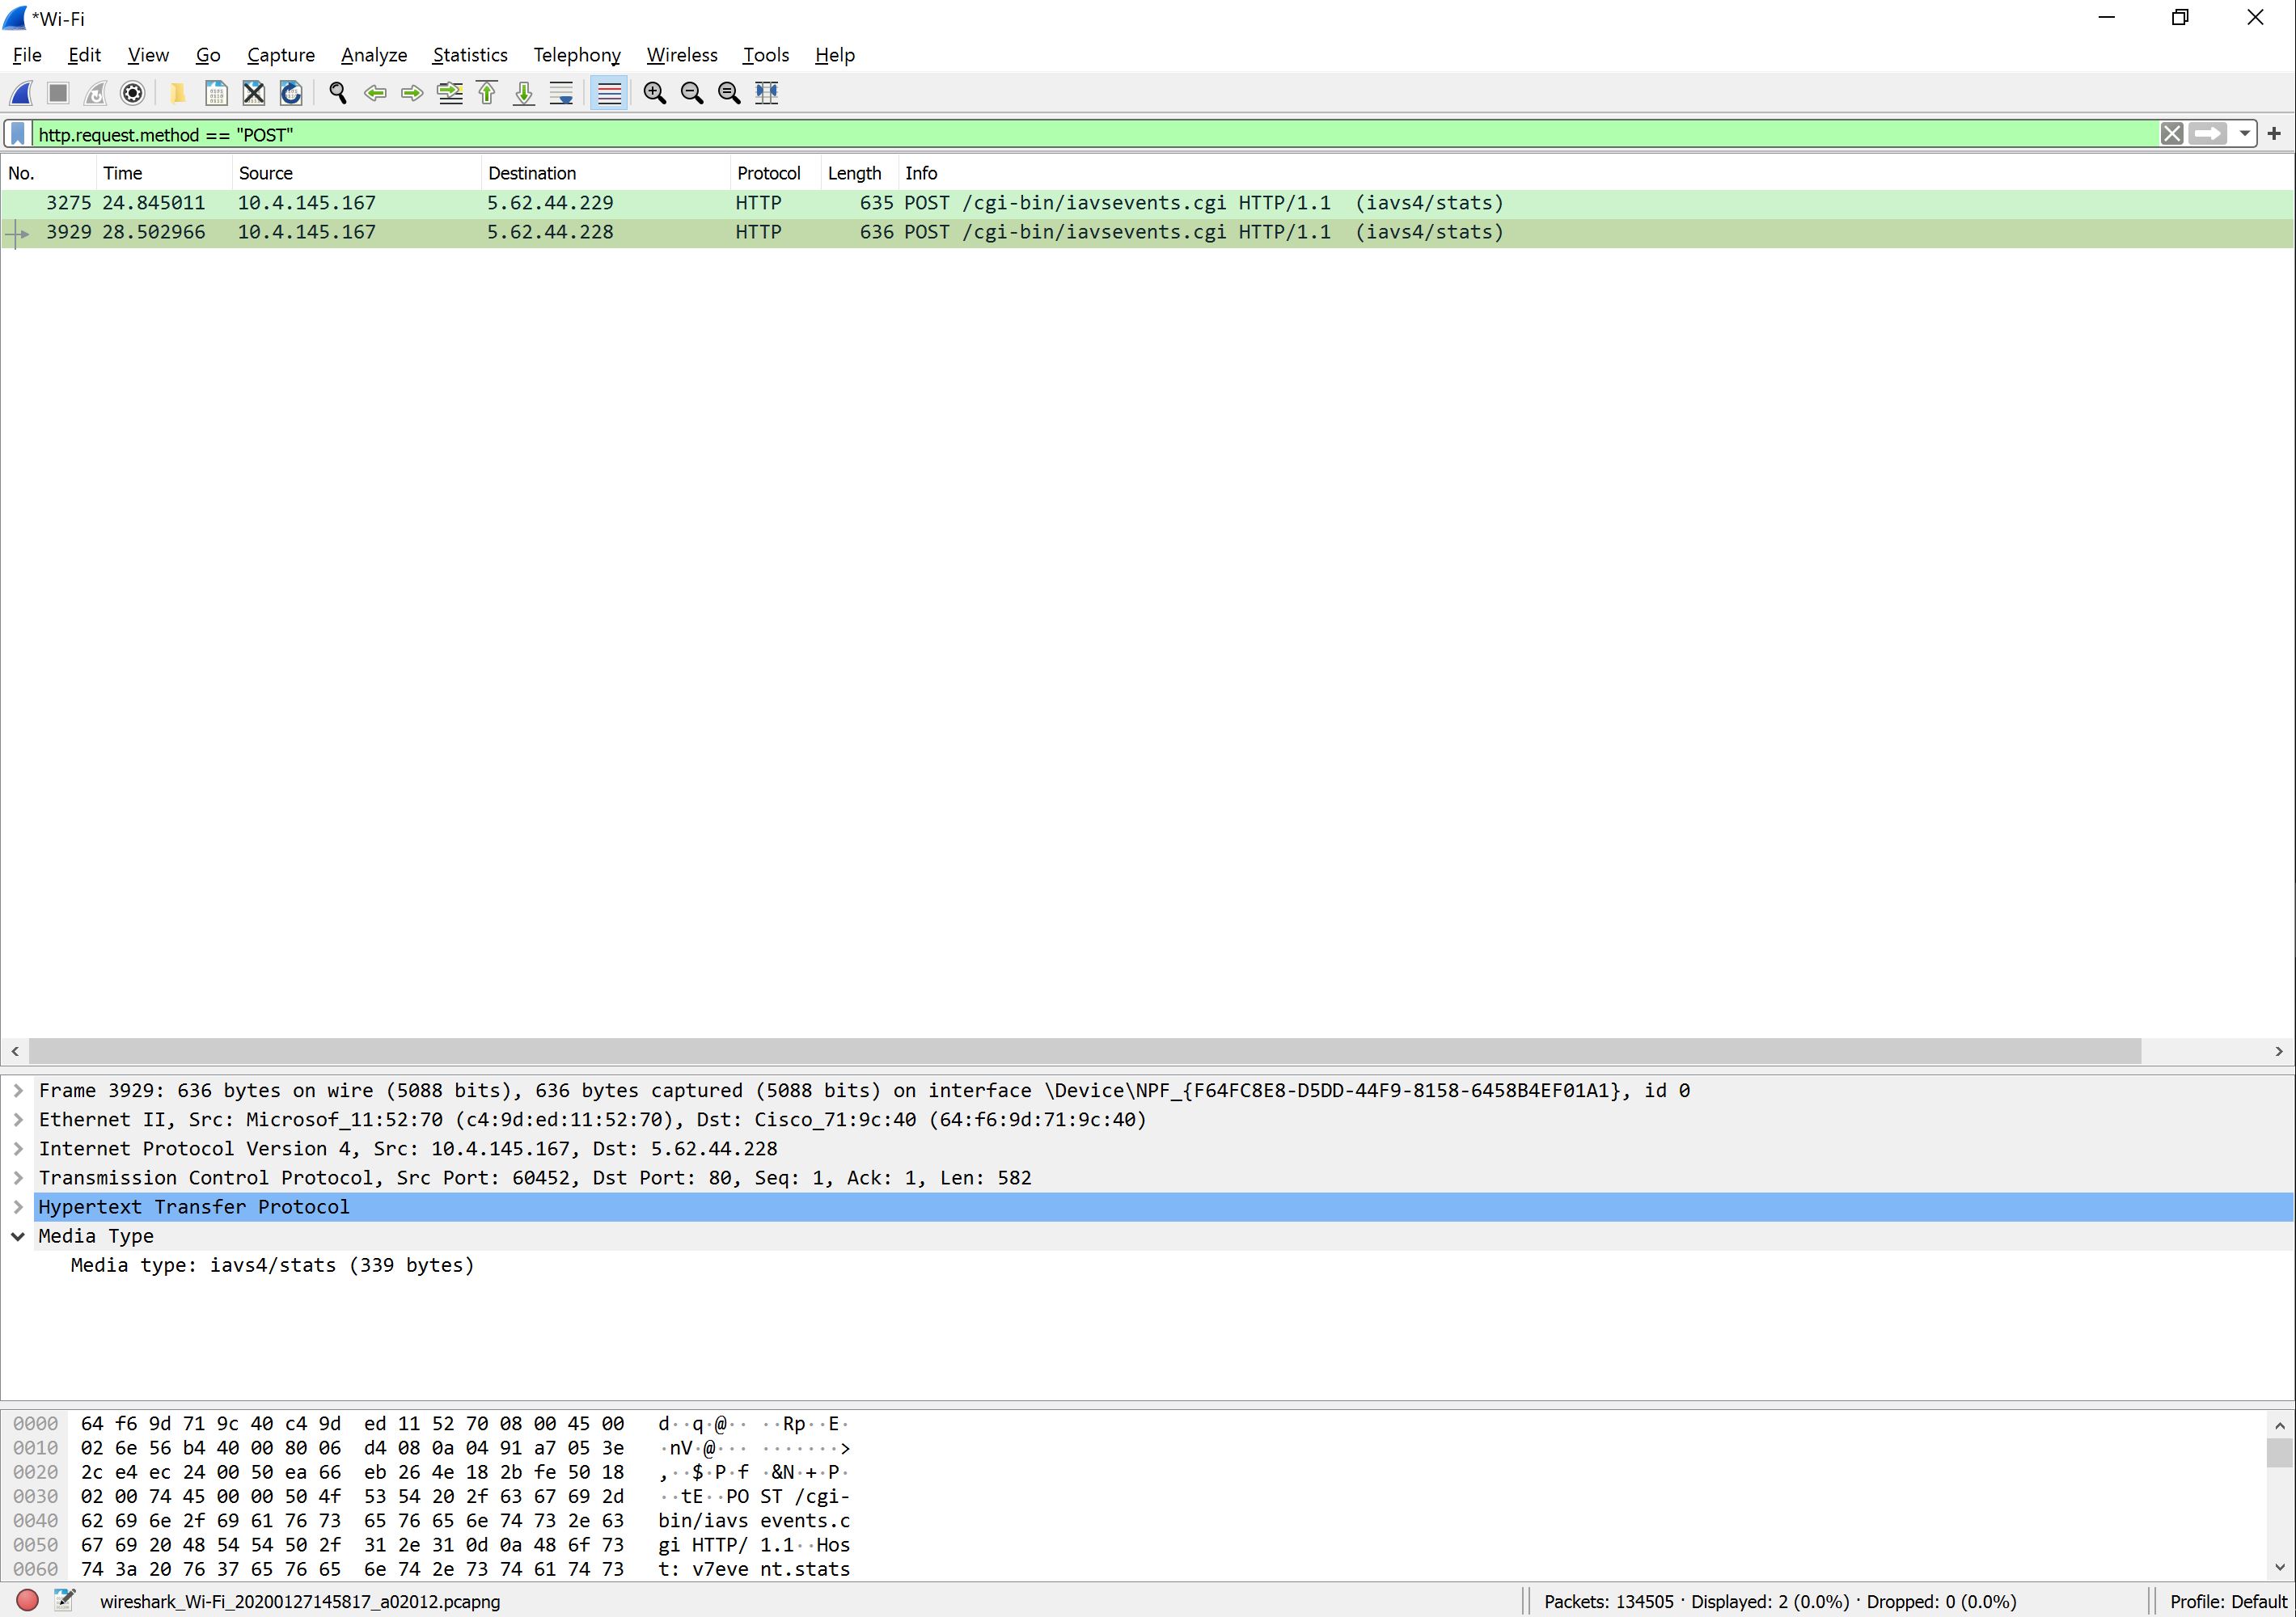 *Wi-Fi
File Edit View Go Capture Analyze Statistics Telephony Wireless Tools Help
http.request.method == "POST"
No. Time Source Destination Protocol Length Info
3275 24.845011 10.4.145.167 5.62.44.229 HTTP 635 POST /cgi-bin/iavsevents.cgi HTTP/1.1 (iavs4/stats)
3929 28.502966 10.4.145.167 5.62.44.228 HTTP 636 POST /cgi-bin/iavsevents.cgi HTTP/1.1 (iavs4/stats)
Frame 3929: 636 bytes on wire (5088 bits), 636 bytes captured (5088 bits) on interface \Device\NPF_{F64FC8E8-D5DD-44F9-8158-6458B4EF01A1}, id 0
Ethernet II, Src: Microsof_11:52:70 (c4:9d:ed:11:52:70), Dst: Cisco_71:9c:40 (64:f6:9d:71:9c:40)
Internet Protocol Version 4, Src: 10.4.145.167, Dst: 5.62.44.228
Transmission Control Protocol, Src Port: 60452, Dst Port: 80, Seq: 1, Ack: 1, Len: 582
Hypertext Transfer Protocol
Media Type
Media type: iavs4/stats (339 bytes)
0000 64 f6 9d 71 9c 40 c4 9d ed 11 52 70 08 00 45 00 d··q·@·· ··Rp··E·
0010 02 6e 56 b4 40 00 80 06 d4 08 0a 04 91 a7 05 3e ·nV·@··· ·······>
0020 2c e4 ec 24 00 50 ea 66 eb 26 4e 18 2b fe 50 18 ,··$·P·f ·&N·+·P·
0030 02 00 74 45 00 00 50 4f 53 54 20 2f 63 67 69 2d ··tE··PO ST /cgi-
0040 62 69 6e 2f 69 61 76 73 65 76 65 6e 74 73 2e 63 bin/iavs events.c
0050 67 69 20 48 54 54 50 2f 31 2e 31 0d 0a 48 6f 73 gi HTTP/ 1.1··Hos
0060 74 3a 20 76 37 65 76 65 6e 74 2e 73 74 61 74 73 t: v7eve nt.stats
wireshark_Wi-Fi_20200127145817_a02012.pcapng Packets: 134505 · Displayed: 2 (0.0%) · Dropped: 0 (0.0%) Profile: Default